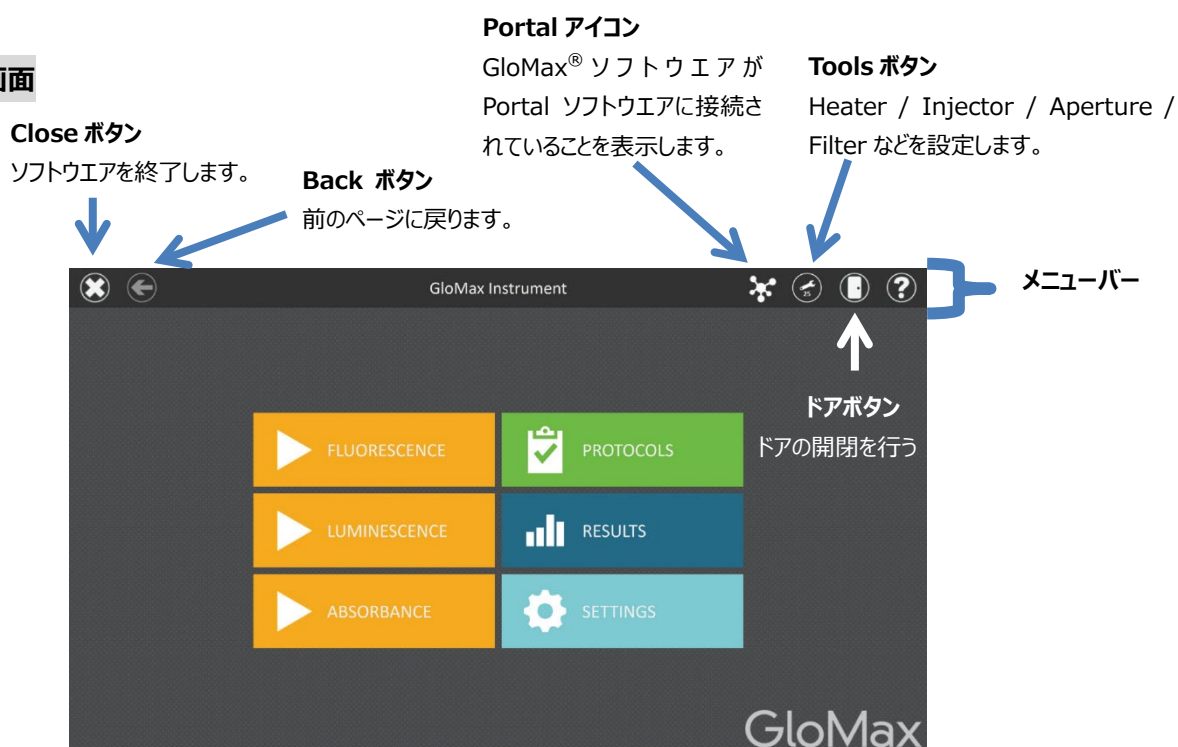 画面
Close ボタン
ソフトウエアを終了します。
Back ボタン
前のページに戻ります。
Portal アイコン
GloMax® ソフトウエアが
Portal ソフトウエアに接続さ
れていることを表示します。
Tools ボタン
Heater / Injector / Aperture /
Filter などを設定します。
メニューバー
GloMax Instrument
25
?
ドアボタン
ドアの開閉を行う
FLUORESCENCE
PROTOCOLS
LUMINESCENCE
RESULTS
ABSORBANCE
SETTINGS
GloMax